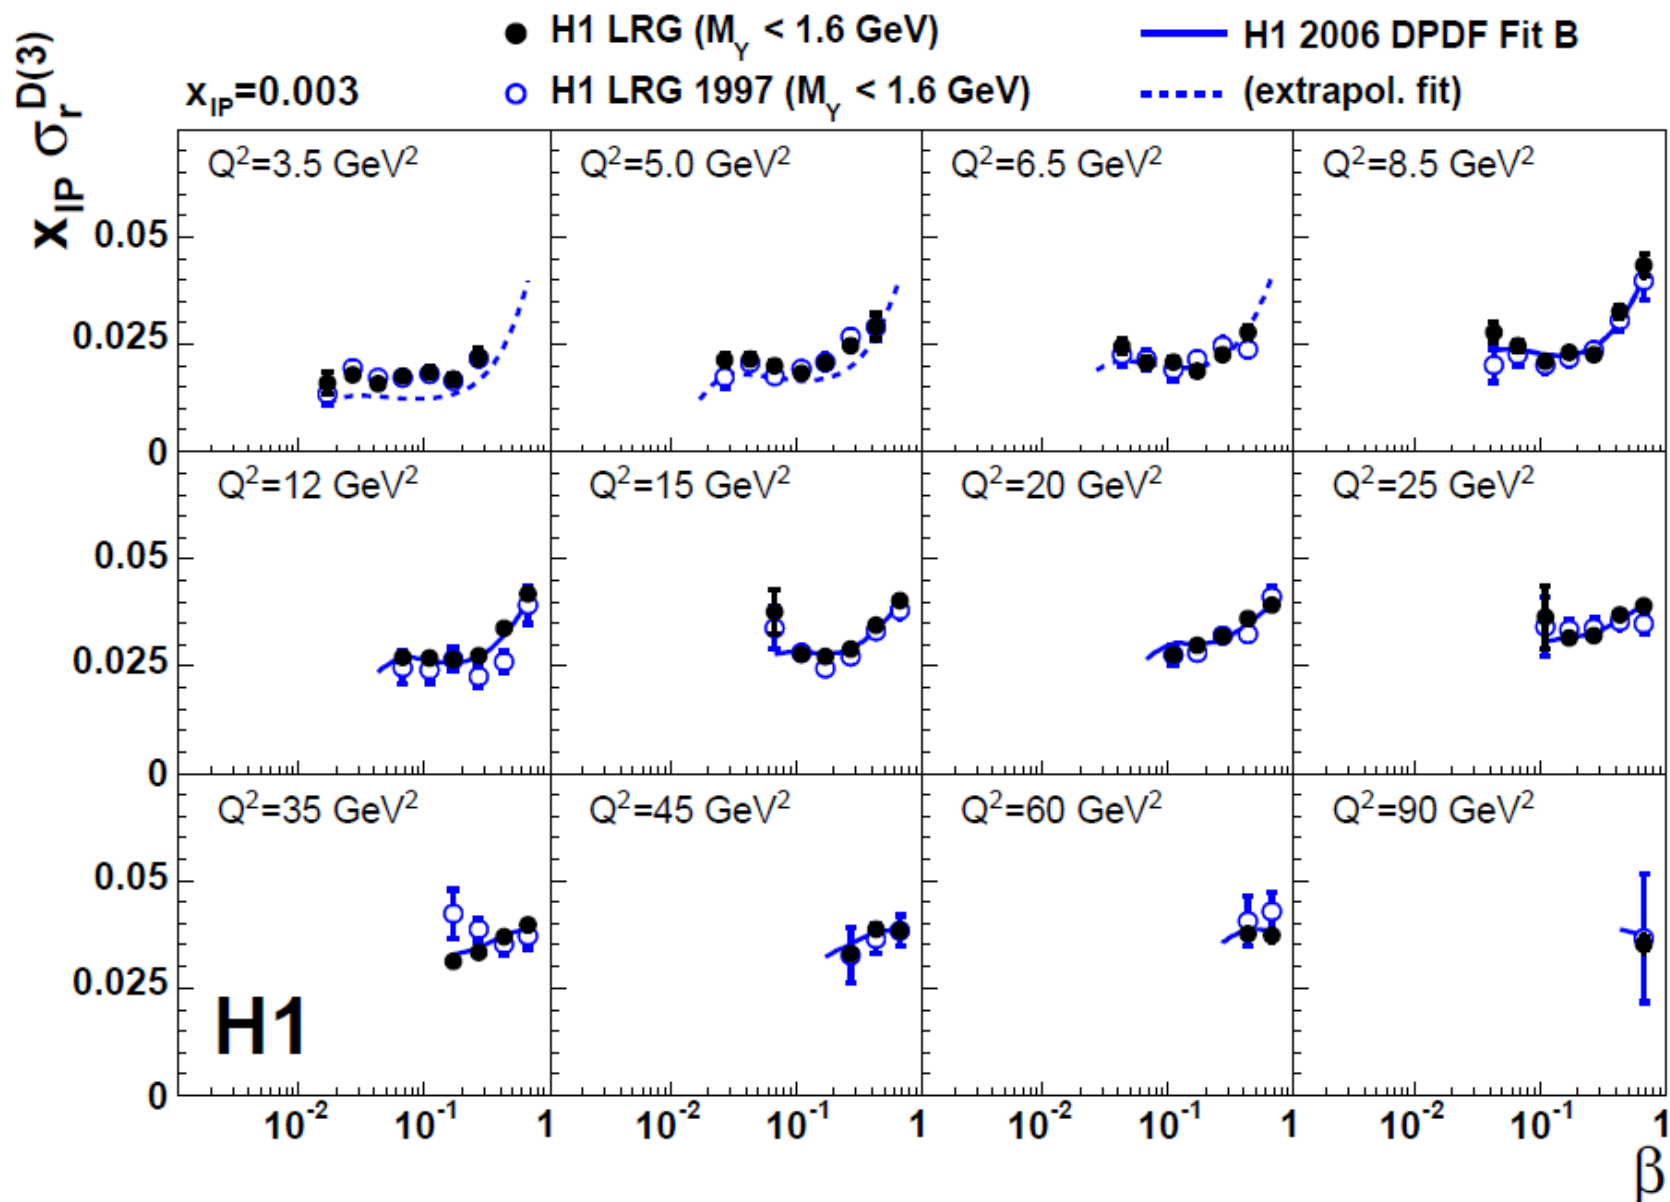 x_IP σ_r^D(3)
x_IP=0.003
H1 LRG (M_Y < 1.6 GeV)
H1 LRG 1997 (M_Y < 1.6 GeV)
H1 2006 DPDF Fit B
(extrapol. fit)
Q²=3.5 GeV²
Q²=5.0 GeV²
Q²=6.5 GeV²
Q²=8.5 GeV²
0.05
0.025
0
Q²=12 GeV²
Q²=15 GeV²
Q²=20 GeV²
Q²=25 GeV²
0.05
0.025
0
Q²=35 GeV²
Q²=45 GeV²
Q²=60 GeV²
Q²=90 GeV²
0.05
0.025
0
H1
10⁻² 10⁻¹ 1
10⁻² 10⁻¹ 1
10⁻² 10⁻¹ 1
10⁻² 10⁻¹ 1
β